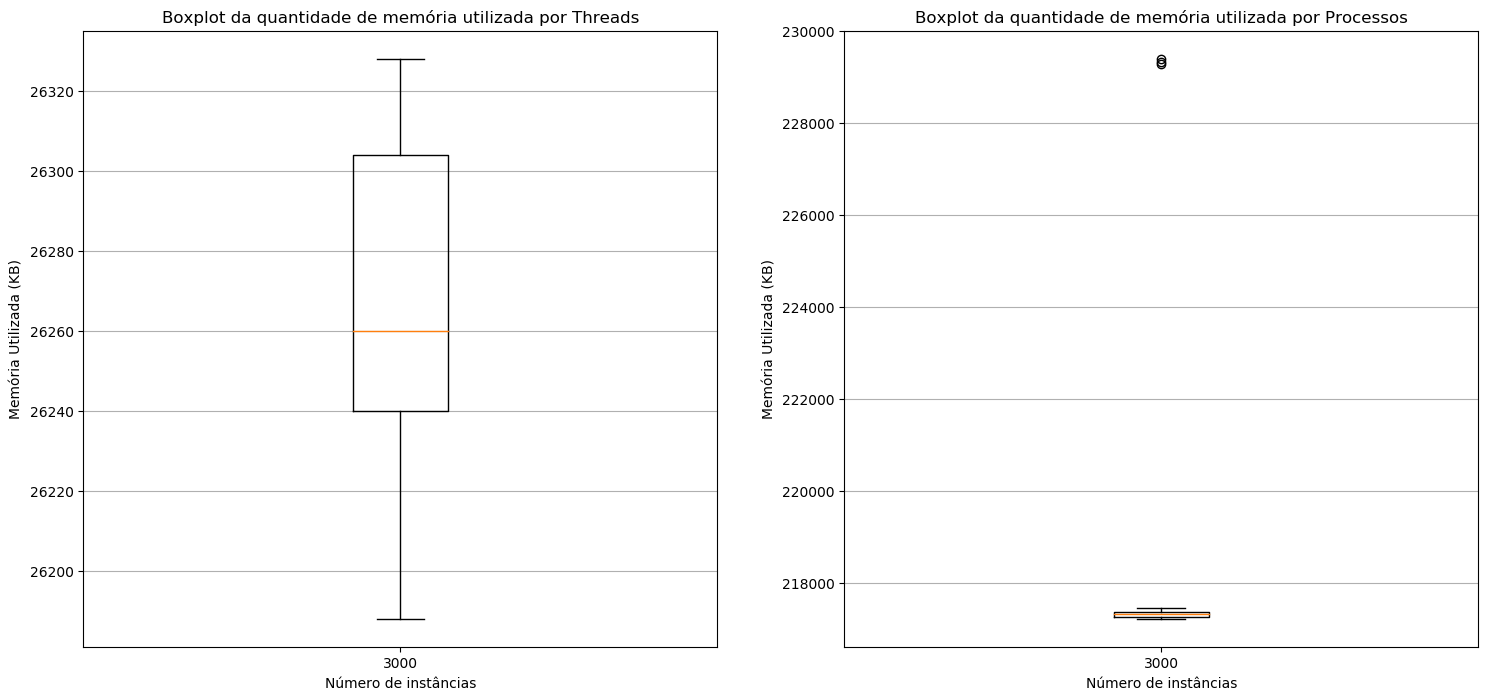 Boxplot da quantidade de memória utilizada por Threads
Memória Utilizada (KB)
26320
26300
26280
26260
26240
26220
26200
3000
Número de instâncias
Boxplot da quantidade de memória utilizada por Processos
Memória Utilizada (KB)
230000
228000
226000
224000
222000
220000
218000
3000
Número de instâncias